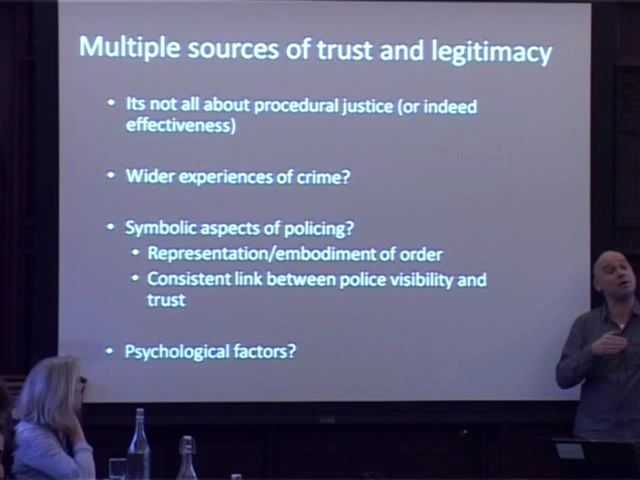 Multiple sources of trust and legitimacy
• Its not all about procedural justice (or indeed
effectiveness)
• Wider experiences of crime?
• Symbolic aspects of policing?
• Representation/embodiment of order
• Consistent link between police visibility and
trust
• Psychological factors?